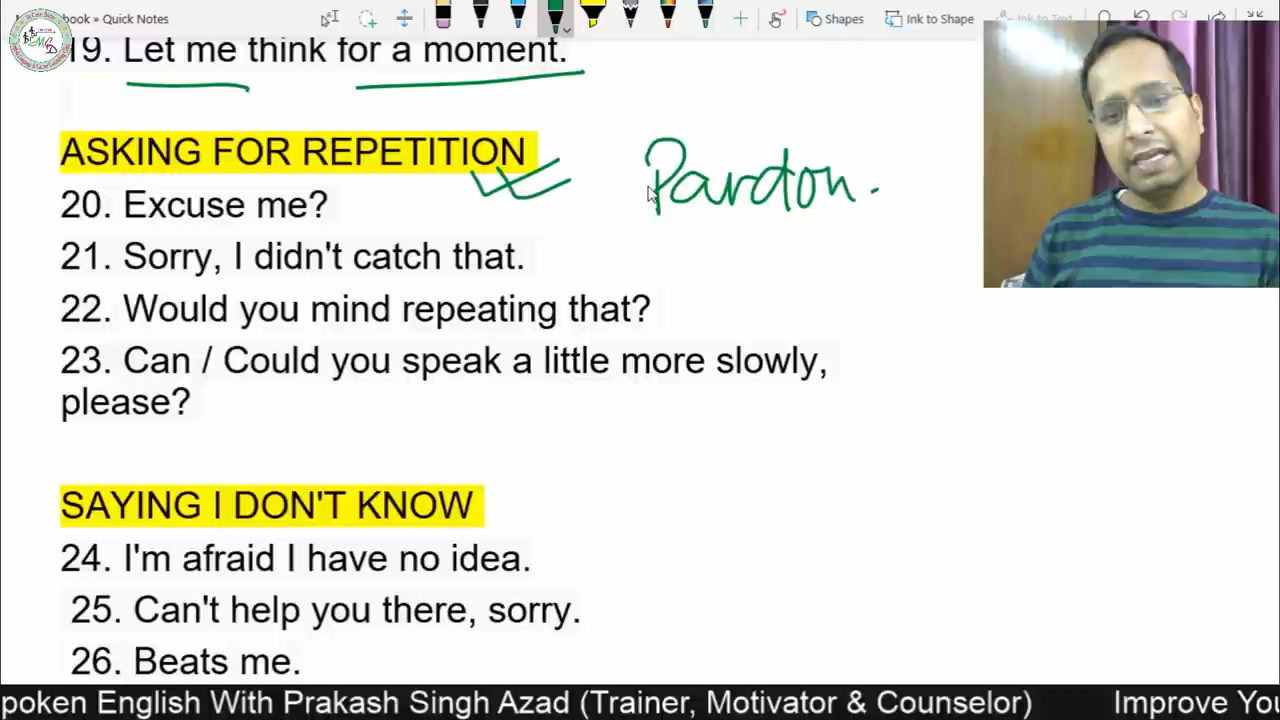 book » Quick Notes
Shapes
Ink to Shape
Ink to Text
19. Let me think for a moment.
ASKING FOR REPETITION
Pardon.
20. Excuse me?
21. Sorry, I didn't catch that.
22. Would you mind repeating that?
23. Can / Could you speak a little more slowly,
please?
SAYING I DON'T KNOW
24. I'm afraid I have no idea.
25. Can't help you there, sorry.
26. Beats me.
poken English With Prakash Singh Azad (Trainer, Motivator & Counselor) Improve You